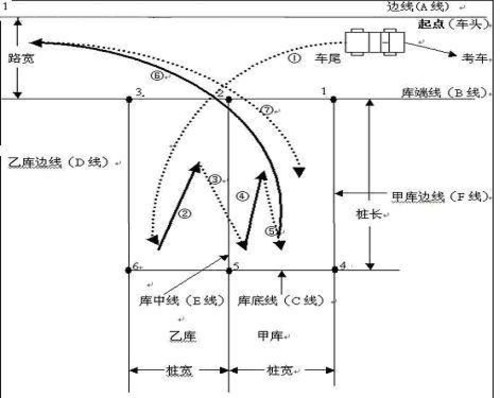 1 边线(A线)
起点(车头)
路宽 ① 车尾 考车
⑥
3. 2 ⑦ 1 库端线(B线)
乙库边线(D线)
③
② ④ 甲库边线(F线)
桩长
⑤
6. 5 4
库中线(E线) 库底线(C线)
乙库 甲库
桩宽 桩宽